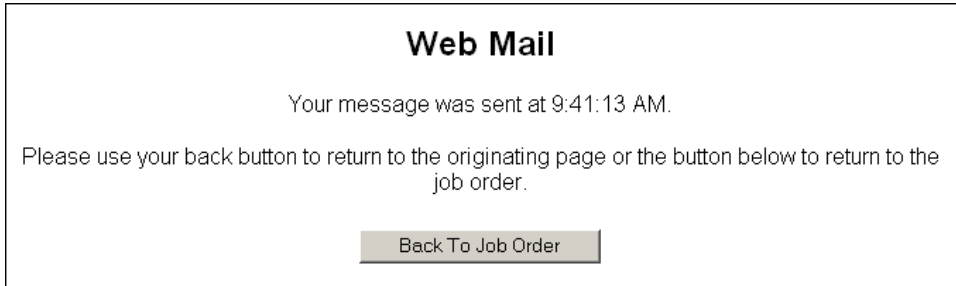 Web Mail
Your message was sent at 9:41:13 AM.
Please use your back button to return to the originating page or the button below to return to the
job order.
Back To Job Order